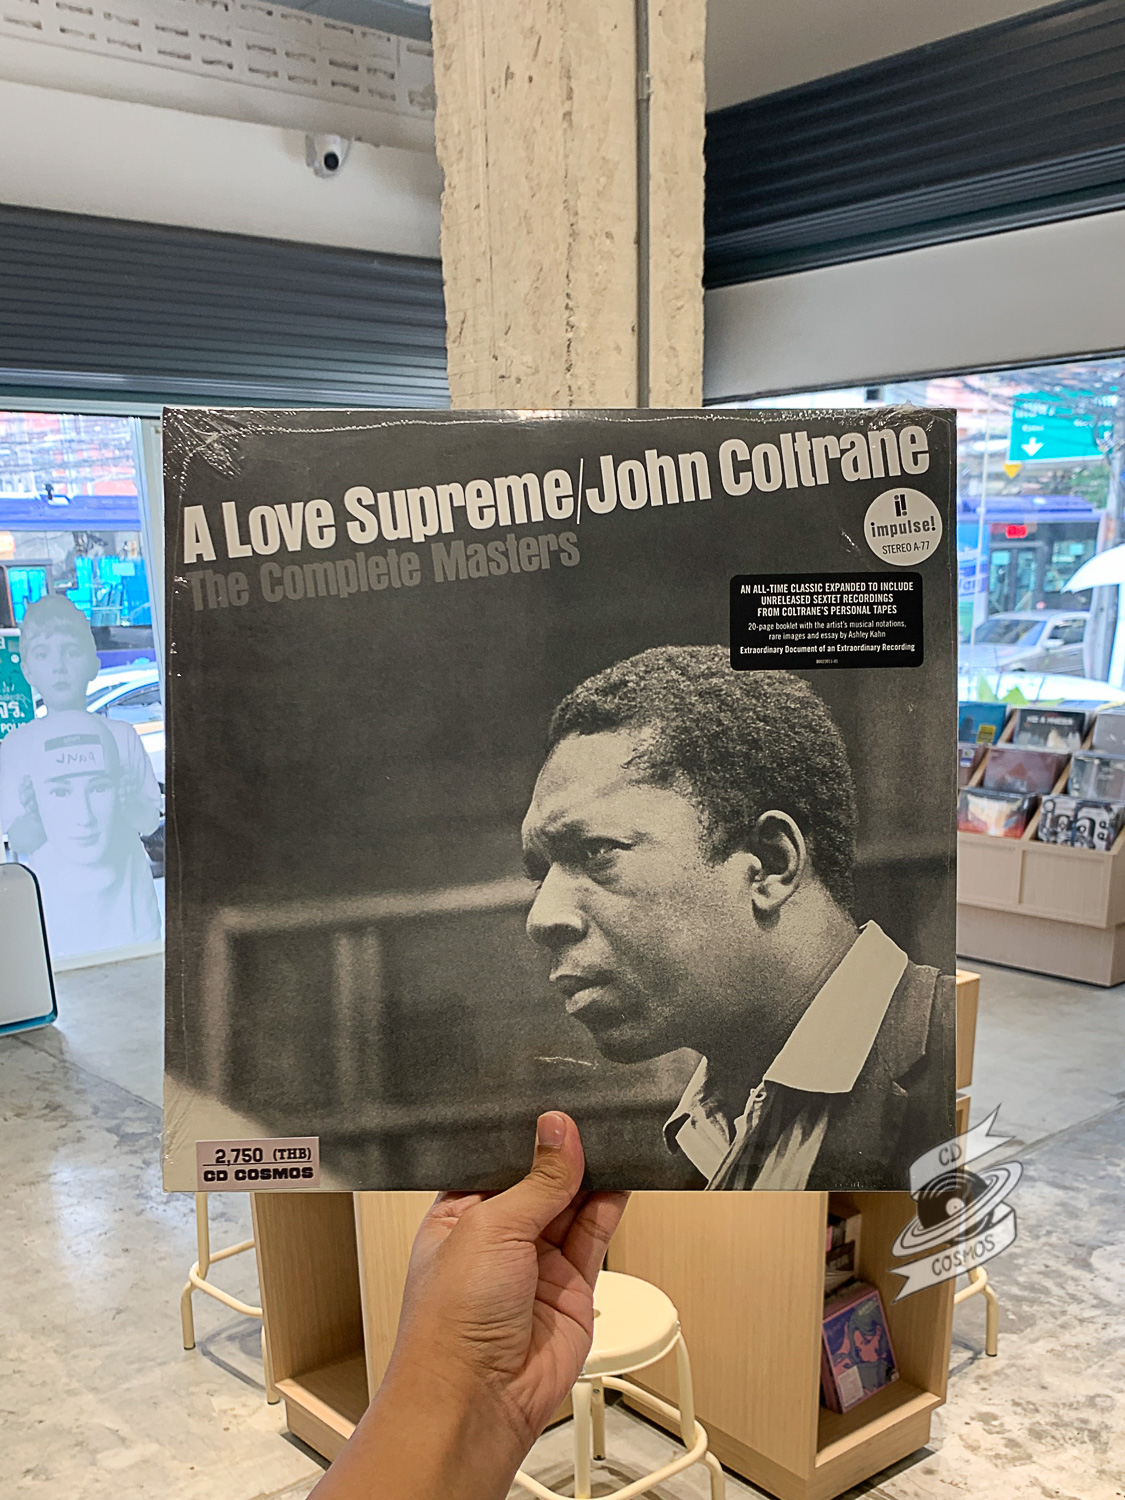 A Love Supreme/John Coltrane
The Complete Masters
impulse!
STEREO A-77
AN ALL-TIME CLASSIC EXPANDED TO INCLUDE
UNRELEASED SEXTET RECORDINGS
FROM COLTRANE'S PERSONAL TAPES
20-page booklet with the artist's musical notations,
rare images and essay by Ashley Kahn
Extraordinary Document of an Extraordinary Recording
2,750 (THB)
CD COSMOS
CD
COSMOS